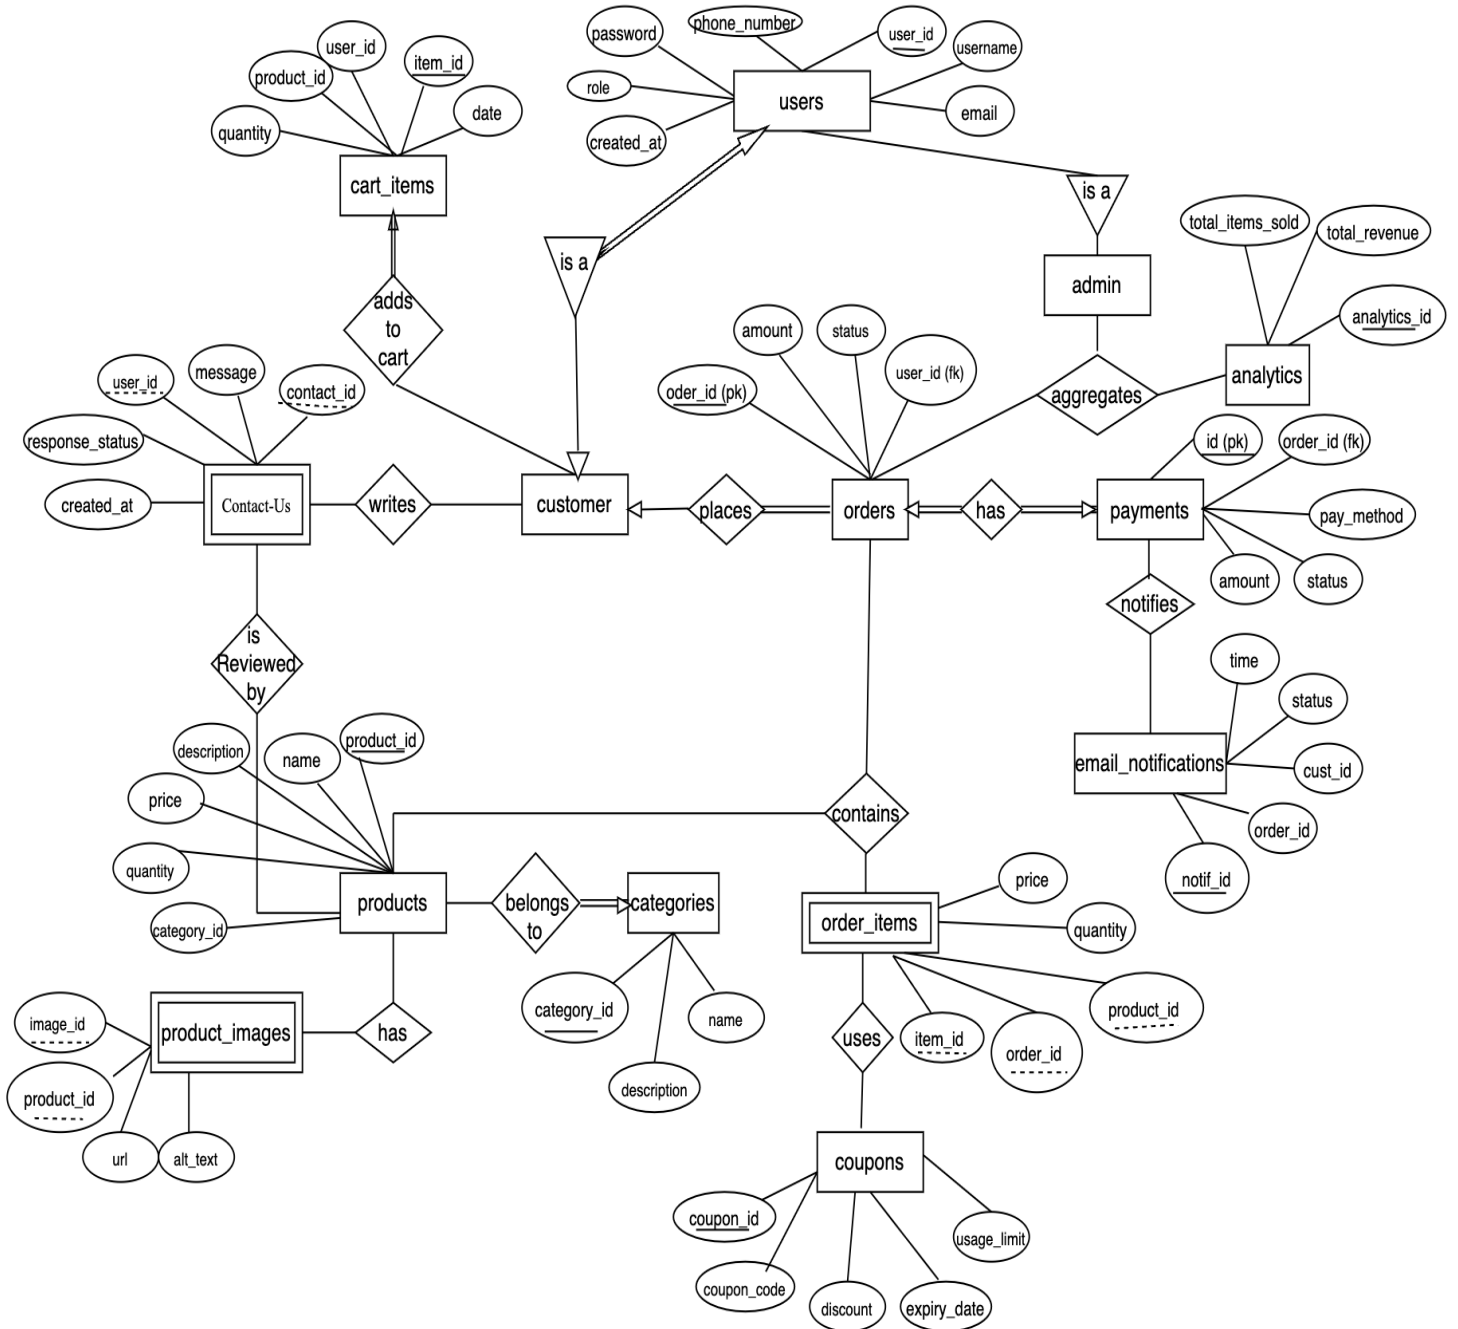 phone_number
user_id
password
username
role
users
email
created_at
user_id
item_id
product_id
date
quantity
cart_items
is a
total_items_sold
total_revenue
is a
admin
analytics_id
adds
to
cart
amount
status
user_id (fk)
oder_id (pk)
aggregates
analytics
message
user_id
contact_id
response_status
created_at
Contact-Us
writes
customer
places
orders
has
payments
id (pk)
order_id (fk)
pay_method
amount
status
notifies
is
Reviewed
by
time
status
cust_id
email_notifications
order_id
notif_id
product_id
name
description
price
quantity
category_id
products
contains
belongs
to
categories
order_items
price
quantity
product_id
item_id
order_id
category_id
name
description
image_id
product_images
has
product_id
url
alt_text
uses
coupons
coupon_id
usage_limit
coupon_code
discount
expiry_date